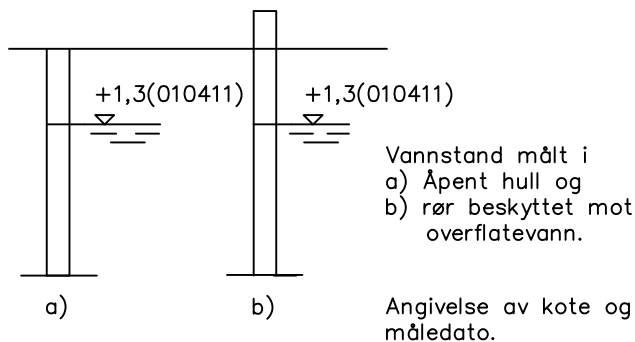 +1,3(010411)
+1,3(010411)
Vannstand målt i
a) Åpent hull og
b) rør beskyttet mot
overflatevann.
a)
b)
Angivelse av kote og
måledato.